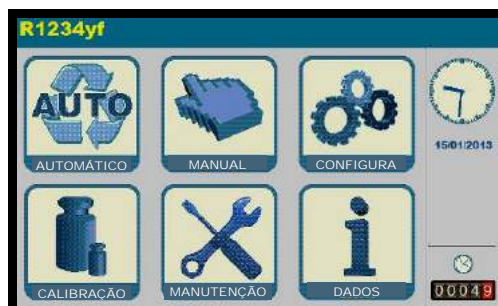 R1234yf
AUTO
AUTOMÁTICO
MANUAL
CONFIGURA
15/01/2013
CALIBRAÇÃO
MANUTENÇÃO
DADOS
00049